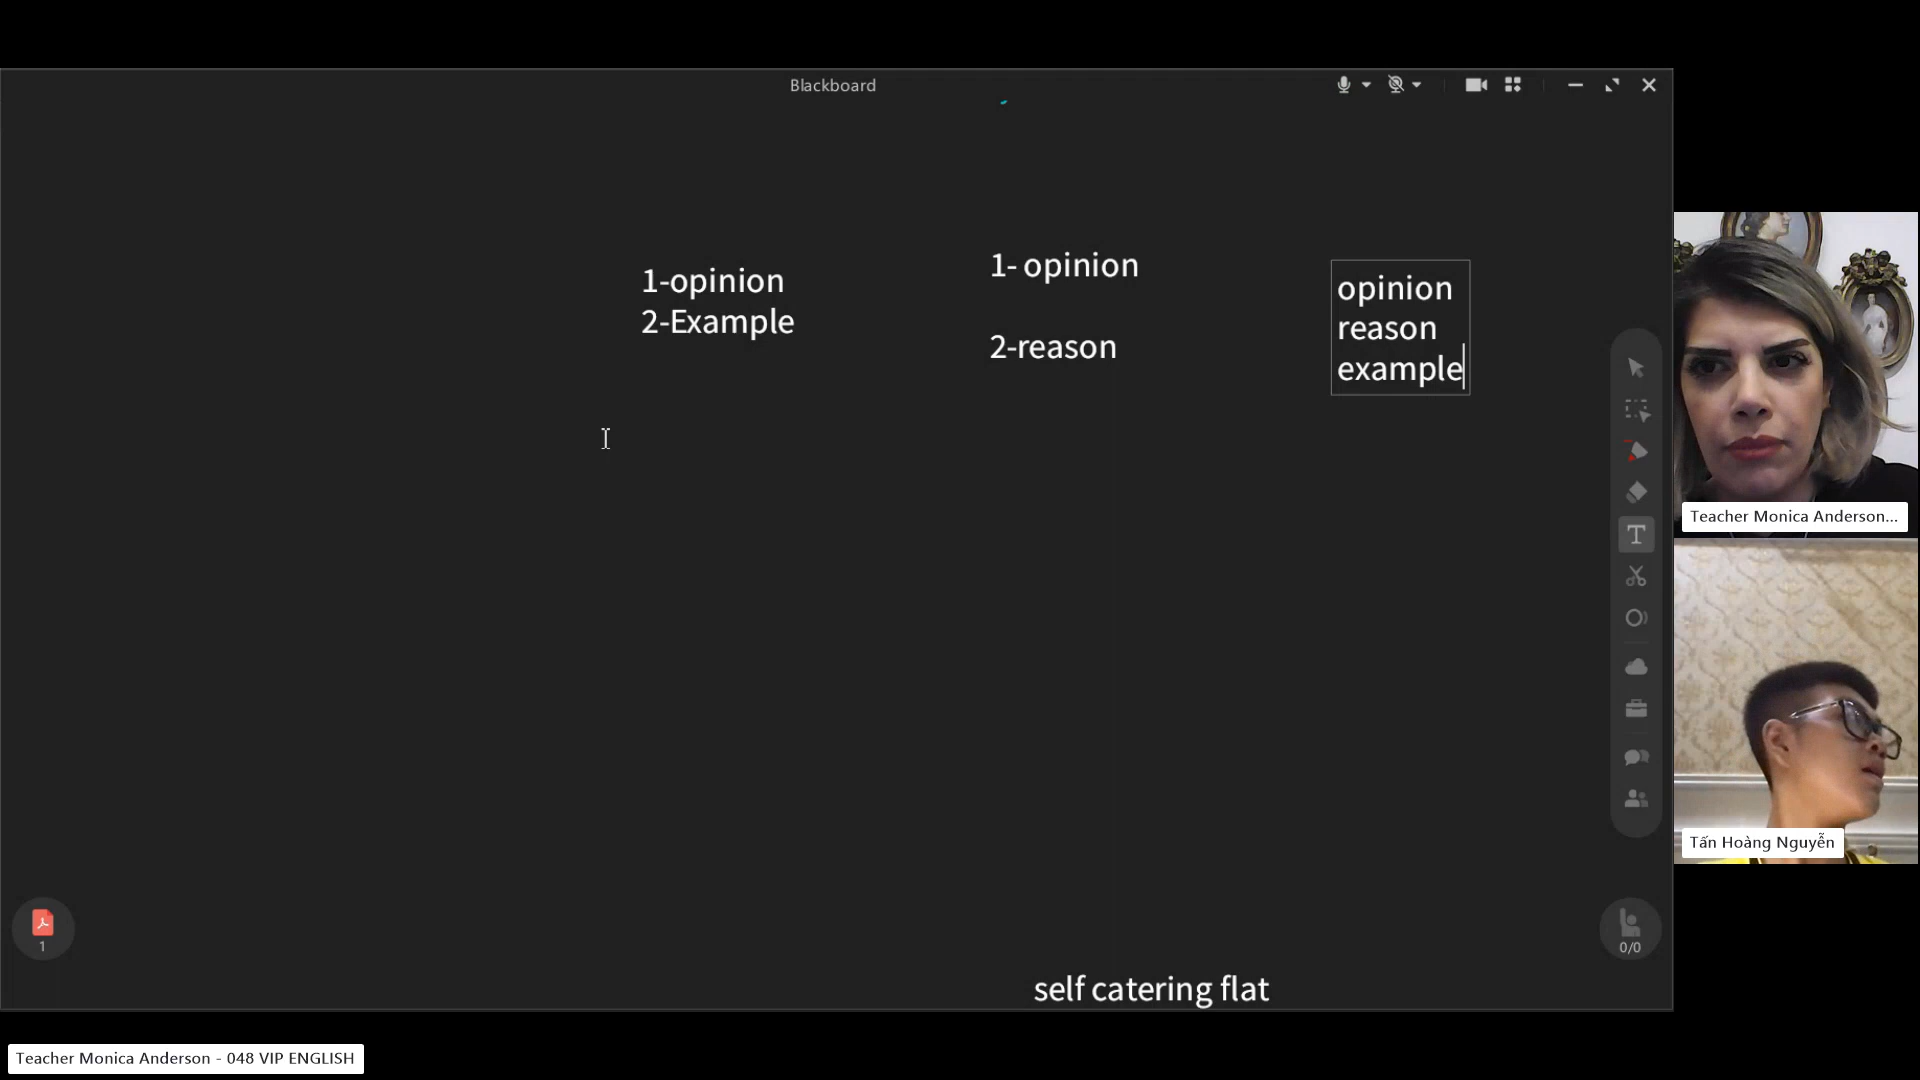 Blackboard
1-opinion
2-Example
1- opinion
2-reason
opinion
reason
example
self catering flat
1
0/0
Teacher Monica Anderson...
Tấn Hoàng Nguyễn
Teacher Monica Anderson - 048 VIP ENGLISH